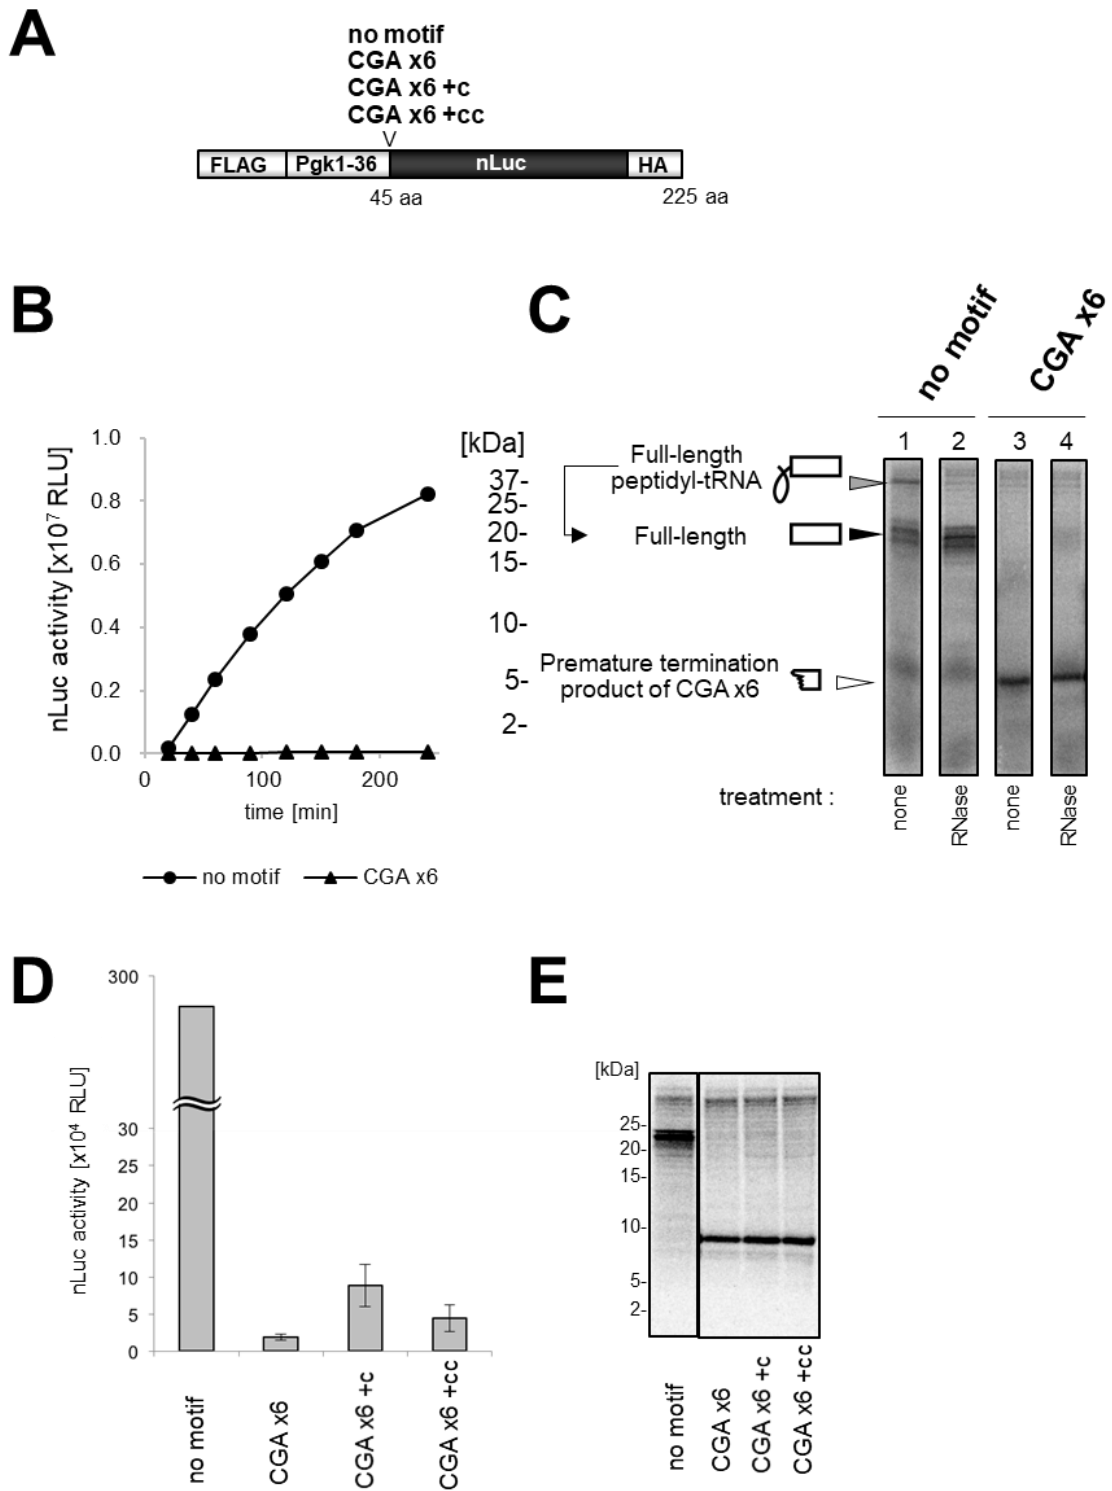 A
no motif
CGA x6
CGA x6 +c
CGA x6 +cc
V
FLAG Pgk1-36 nLuc HA
45 aa 225 aa
B
nLuc activity [x10⁷ RLU]
1.0
0.8
0.6
0.4
0.2
0.0
0 100 200
time [min]
no motif CGA x6
C
no motif CGA x6
1 2 3 4
[kDa]
37-
25-
20-
15-
10-
5-
2-
Full-length
peptidyl-tRNA
Full-length
Premature termination
product of CGA x6
treatment :
none RNase none RNase
D
nLuc activity [x10⁴ RLU]
300
30
25
20
15
10
5
0
no motif CGA x6 CGA x6 +c CGA x6 +cc
E
[kDa]
25-
20-
15-
10-
5-
2-
no motif CGA x6 CGA x6 +c CGA x6 +cc